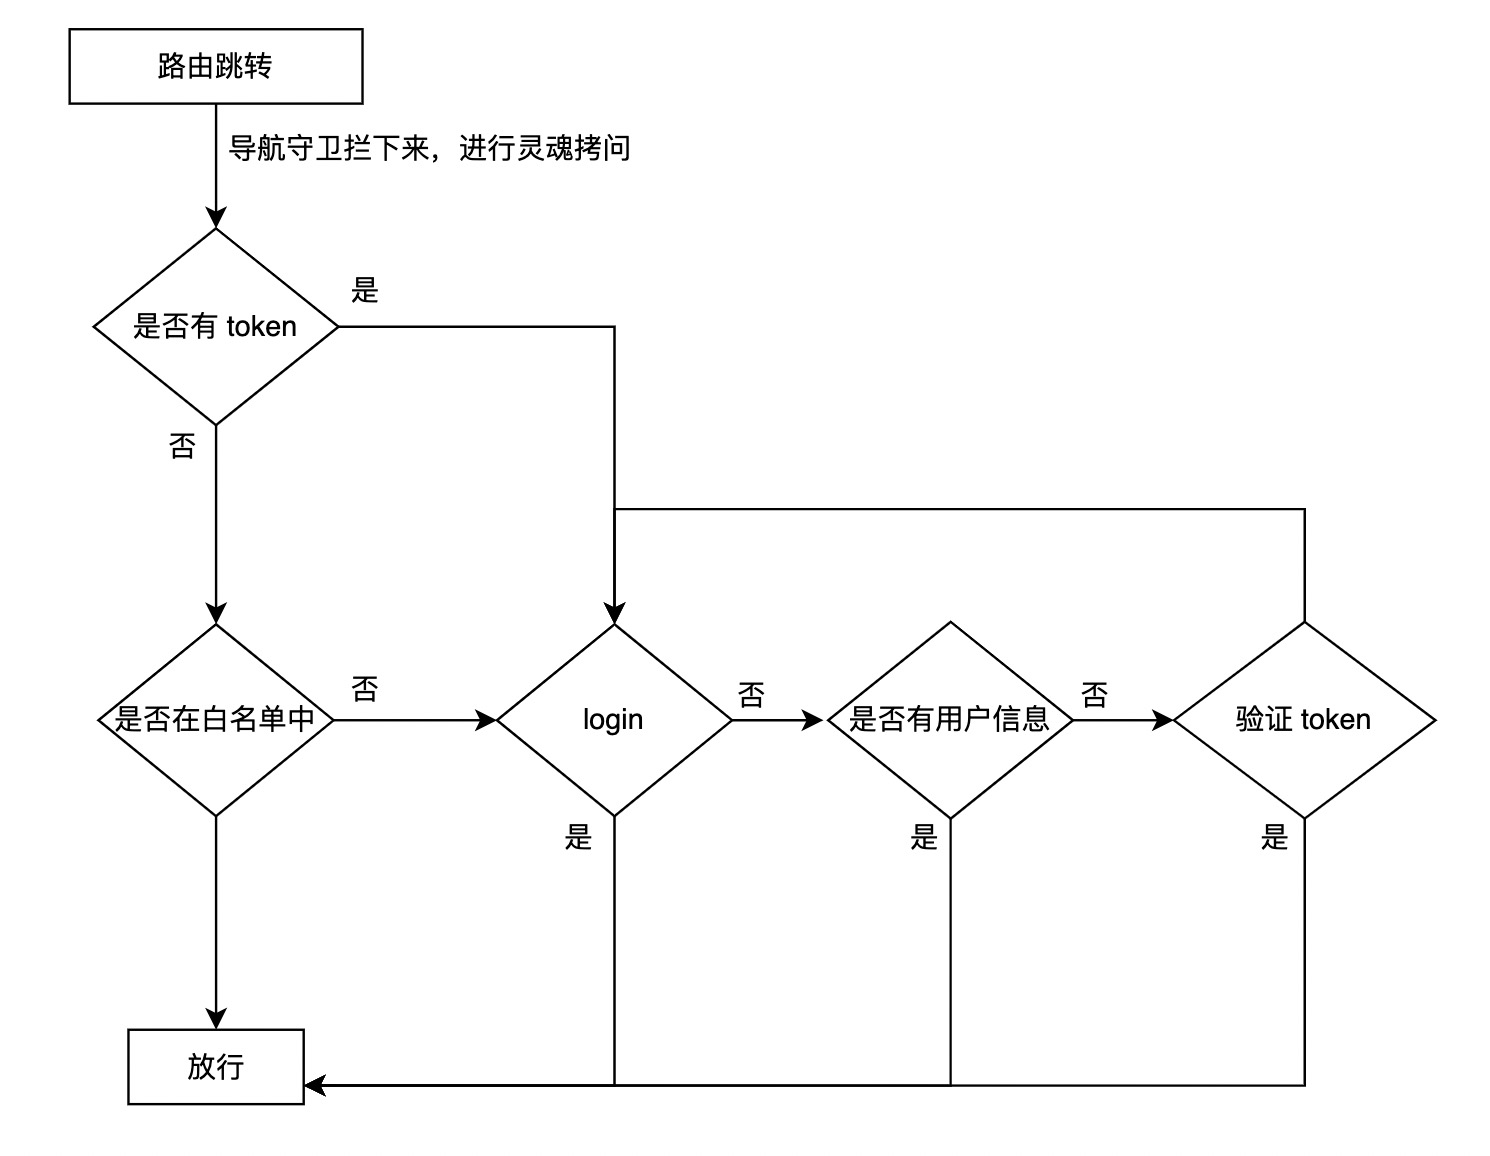 路由跳转
导航守卫拦下来，进行灵魂拷问
是
是否有 token
否
否
否
否
是否在白名单中
login
是否有用户信息
验证 token
是
是
是
放行